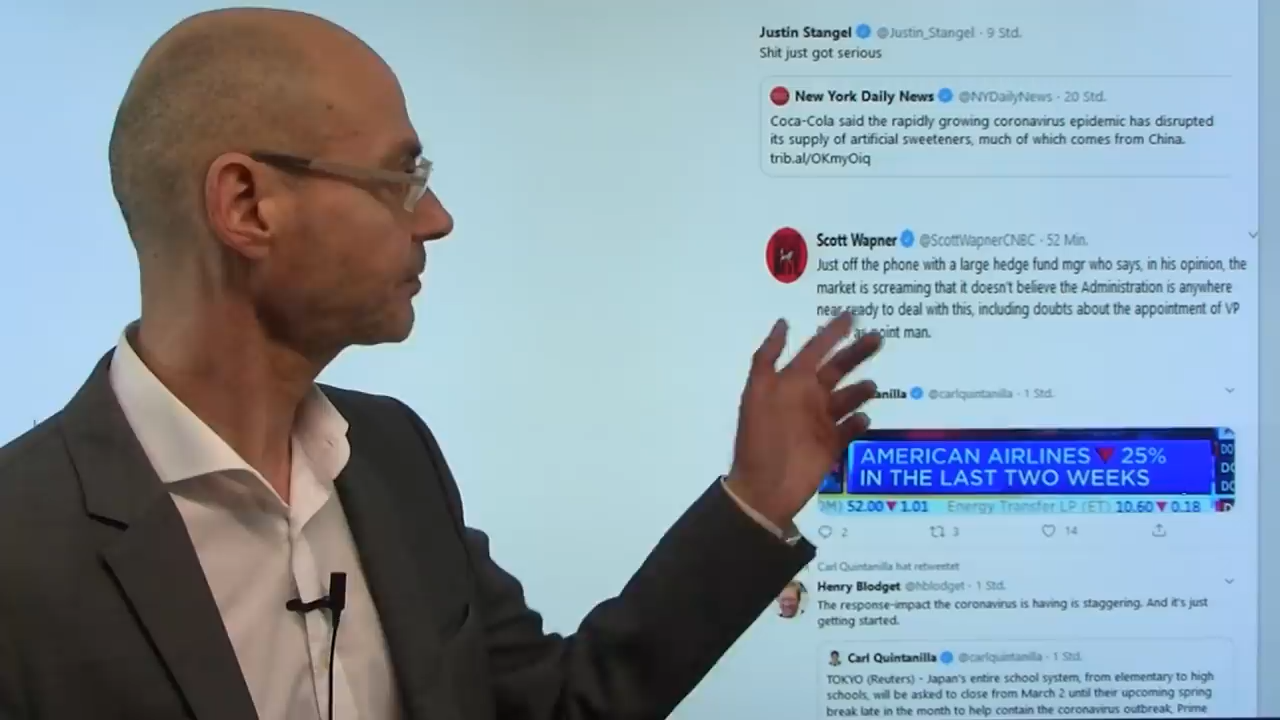 Justin Stangel @Justin_Stangel · 9 Std.
Shit just got serious
New York Daily News @NYDailyNews · 20 Std.
Coca-Cola said the rapidly growing coronavirus epidemic has disrupted
its supply of artificial sweeteners, much of which comes from China.
trib.al/OKmyOiq
Scott Wapner @ScottWapnerCNBC · 52 Min.
Just off the phone with a large hedge fund mgr who says, in his opinion, the
market is screaming that it doesn't believe the Administration is anywhere
near ready to deal with this, including doubts about the appointment of VP
as point man.
anilla @carlquintanilla · 1 Std.
AMERICAN AIRLINES ▼ 25%
IN THE LAST TWO WEEKS
DO
DO
DO
M) 52.00 ▼ 1.01 Energy Transfer LP (ET) 10.60 ▼ 0.18
2 3 14
Carl Quintanilla hat retweetet
Henry Blodget @hblodget · 1 Std.
The response-impact the coronavirus is having is staggering. And it's just
getting started.
Carl Quintanilla @carlquintanilla · 1 Std.
TOKYO (Reuters) - Japan's entire school system, from elementary to high
schools, will be asked to close from March 2 until their upcoming spring
break late in the month to help contain the coronavirus outbreak, Prime